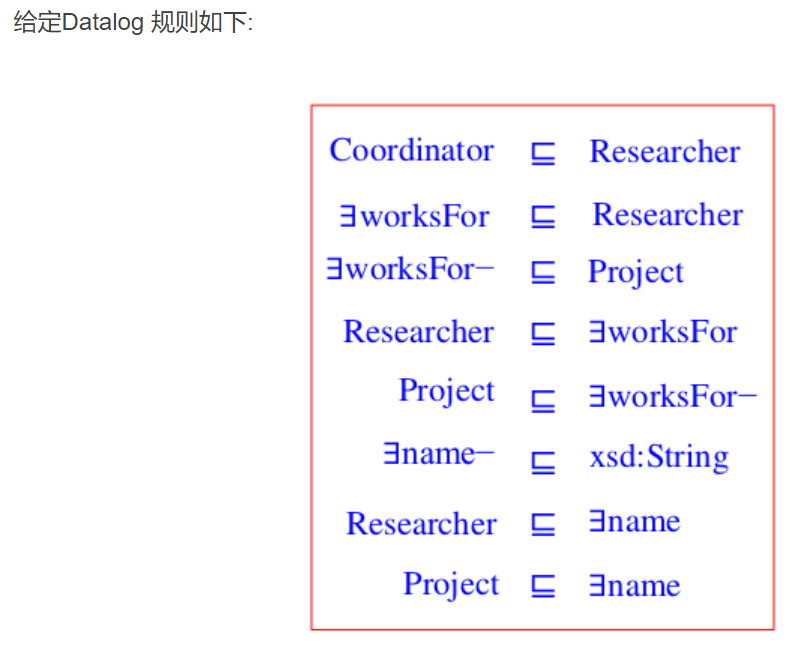 给定Datalog 规则如下:
Coordinator ⊑ Researcher
∃worksFor ⊑ Researcher
∃worksFor− ⊑ Project
Researcher ⊑ ∃worksFor
Project ⊑ ∃worksFor−
∃name− ⊑ xsd:String
Researcher ⊑ ∃name
Project ⊑ ∃name